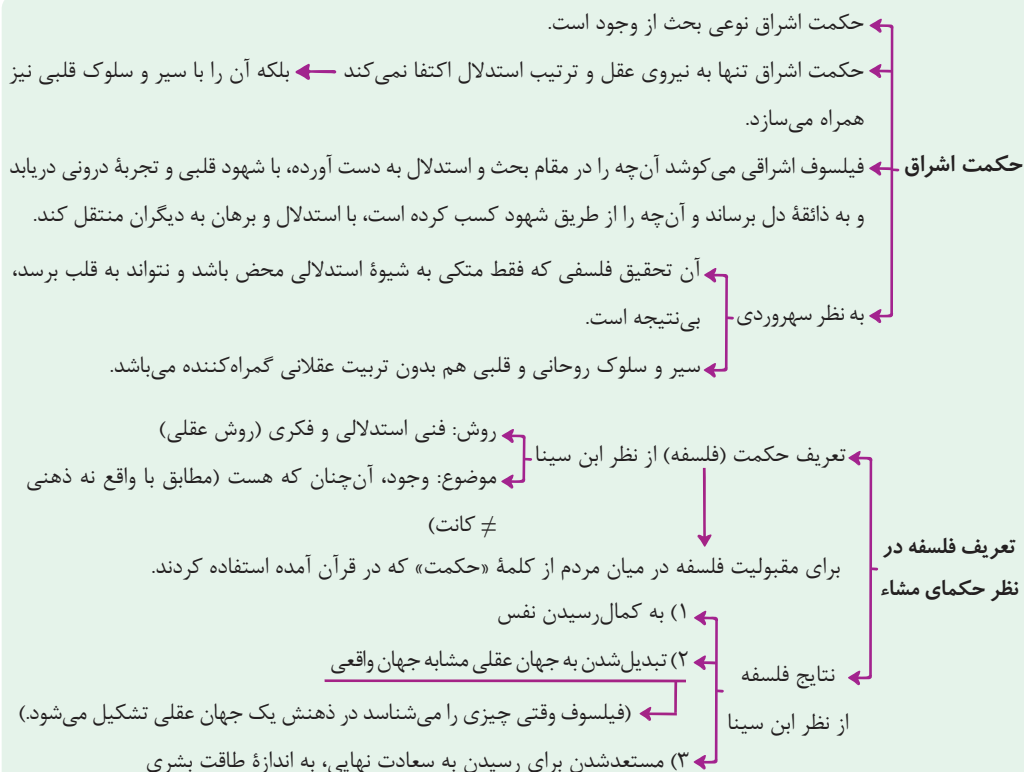 حکمت اشراق نوعی بحث از وجود است.
حکمت اشراق تنها به نیروی عقل و ترتیب استدلال اکتفا نمی‌کند بلکه آن را با سیر و سلوک قلبی نیز
همراه می‌سازد.
حکمت اشراق
فیلسوف اشراقی می‌کوشد آن‌چه را در مقام بحث و استدلال به دست آورده، با شهود قلبی و تجربهٔ درونی دریابد
و به ذائقهٔ دل برساند و آن‌چه را از طریق شهود کسب کرده است، با استدلال و برهان به دیگران منتقل کند.
به نظر سهروردی
آن تحقیق فلسفی که فقط متکی به شیوهٔ استدلالی محض باشد و نتواند به قلب برسد،
بی‌نتیجه است.
سیر و سلوک روحانی و قلبی هم بدون تربیت عقلانی گمراه‌کننده می‌باشد.
تعریف فلسفه در
نظر حکمای مشاء
تعریف حکمت (فلسفه) از نظر ابن سینا
روش: فنی استدلالی و فکری (روش عقلی)
موضوع: وجود، آن‌چنان که هست (مطابق با واقع نه ذهنی
≠ کانت)
برای مقبولیت فلسفه در میان مردم از کلمهٔ «حکمت» که در قرآن آمده استفاده کردند.
نتایج فلسفه
از نظر ابن سینا
۱) به کمال‌رسیدن نفس
۲) تبدیل‌شدن به جهان عقلی مشابه جهان واقعی
(فیلسوف وقتی چیزی را می‌شناسد در ذهنش یک جهان عقلی تشکیل می‌شود.)
۳) مستعدشدن برای رسیدن به سعادت نهایی، به اندازهٔ طاقت بشری